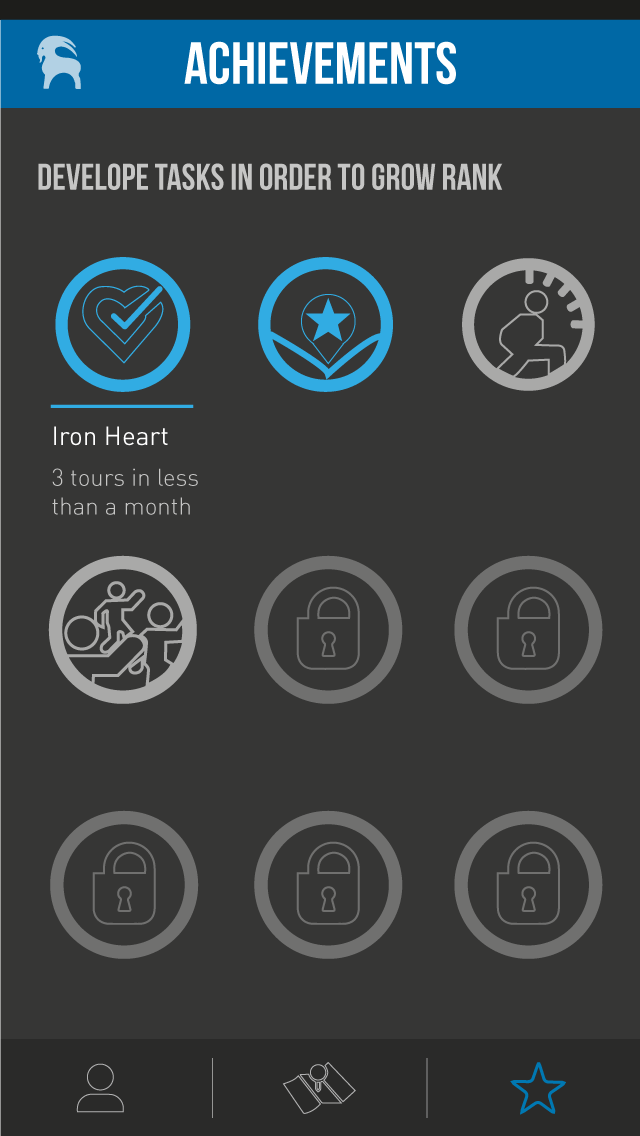 ACHIEVEMENTS
DEVELOPE TASKS IN ORDER TO GROW RANK
Iron Heart
3 tours in less
than a month